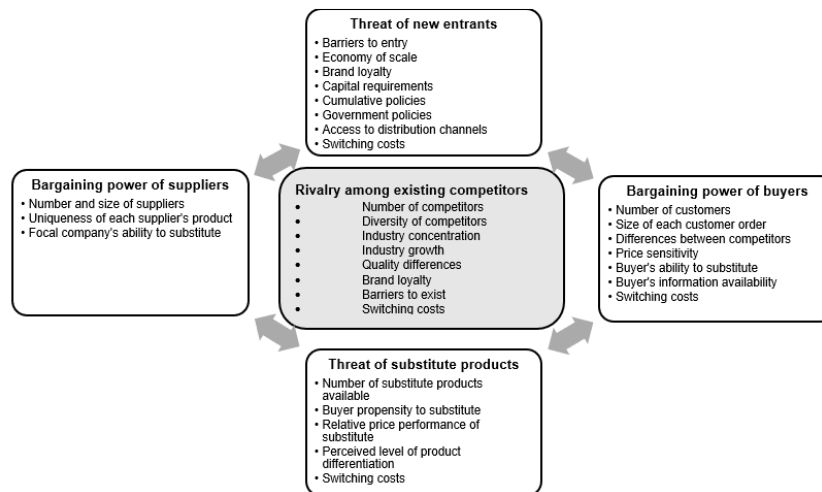 Threat of new entrants
• Barriers to entry
• Economy of scale
• Brand loyalty
• Capital requirements
• Cumulative policies
• Government policies
• Access to distribution channels
• Switching costs
Bargaining power of suppliers
• Number and size of suppliers
• Uniqueness of each supplier's product
• Focal company's ability to substitute
Rivalry among existing competitors
• Number of competitors
• Diversity of competitors
• Industry concentration
• Industry growth
• Quality differences
• Brand loyalty
• Barriers to exist
• Switching costs
Bargaining power of buyers
• Number of customers
• Size of each customer order
• Differences between competitors
• Price sensitivity
• Buyer's ability to substitute
• Buyer's information availability
• Switching costs
Threat of substitute products
• Number of substitute products
available
• Buyer propensity to substitute
• Relative price performance of
substitute
• Perceived level of product
differentiation
• Switching costs